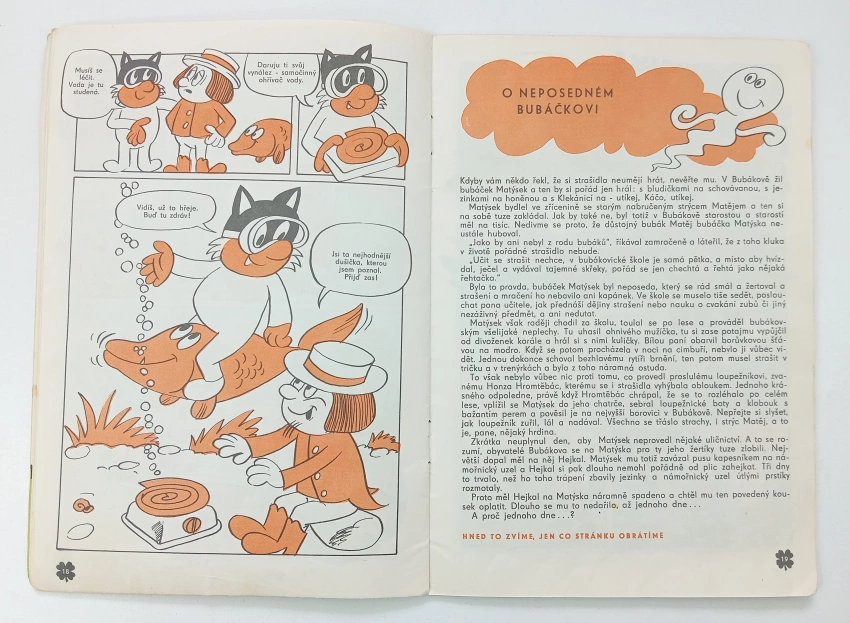 Musíš se
léčit.
Voda je tu
studená.
Daruju ti svůj
vynález - samočinný
ohřívač vody.
Vidíš, už to hřeje.
Buď tu zdráv!
Jsi ta nejhodnější
dušička, kterou
jsem poznal.
Přijď zas!
18
O NEPOSEDNÉM
BUBÁČKOVI
Kdyby vám někdo řekl, že si strašidla neumějí hrát, nevěřte mu. V Bubákově žil
bubáček Matýsek a ten by si pořád jen hrál: s bludičkami na schovávanou, s je-
zinkami na honěnou a s Klekánicí na - utíkej, Káčo, utíkej.
Matýsek bydlel ve zřícenině se starým nabručeným strýcem Matějem a ten si
na sobě tuze zakládal. Jak by také ne, byl totiž v Bubákově starostou a starostí
měl na tisíc. Nedivme se proto, že důstojný bubák Matěj bubáčka Matýska ne-
ustále huboval.
„Jako by ani nebyl z rodu bubáků", říkával zamračeně a láteřil, že z toho kluka
v životě pořádné strašidlo nebude.
„Učit se strašit nechce, v bubákovické škole je samá pětka, a místo aby hvíz-
dal, ječel a vydával tajemné skřeky, pořád se jen chechtá a řehtá jako nějaká
řehtačka."
Byla to pravda, bubáček Matýsek byl neposeda, který se rád smál a žertoval a
strašení a mračení ho nebavilo ani kapánek. Ve škole se muselo tiše sedět, poslou-
chat pana učitele, jak přednáší dějiny strašení nebo nauku o cvakání zubů či jiný
nezáživný předmět, a ani nedutat.
Matýsek však raději chodil za školu, toulal se po lese a prováděl bubákov-
ským všelijaké neplechy. Tu uhasil ohnivého mužíčka, tu si zase potajmu vypůjčil
od divoženek korále a hrál si s nimi kuličky. Bílou paní obarvil borůvkovou šťá-
vou na modro. Když se potom procházela v noci na cimbuří, nebylo ji vůbec vi-
dět. Jednou dokonce schoval bezhlavému rytíři brnění, ten potom musel strašit v
tričku a v trenýrkách a byla z toho náramná ostuda.
To však nebylo vůbec nic proti tomu, co provedl proslulému loupežníkovi, zva-
nému Honza Hromtěbác, kterému se i strašidla vyhýbala obloukem. Jednoho krá-
sného odpoledne, právě když Hromtěbác chrápal, že se to rozléhalo po celém
lese, vplížil se Matýsek do jeho chatrče, sebral loupežnické boty a klobouk s
bažantím perem a pověsil je na nejvyšší borovici v Bubákově. Nepřejte si slyšet,
jak loupežník zuřil, lál a nadával. Všechno se třáslo strachy, i strýc Matěj, a to
je, pane, nějaký hrdina.
Zkrátka neuplynul den, aby Matýsek neprovedl nějaké uličnictví. A to se ro-
zumí, obyvatelé Bubákova se na Matýska pro ty jeho žertíky tuze zlobili. Nej-
větší dopal měl na něj Hejkal. Matýsek mu totiž zavázal pusu kapesníkem na ná-
mořnický uzel a Hejkal si pak dlouho nemohl pořádně od plic zahejkat. Tři dny
to trvalo, než ho toho trápení zbavily jezinky a námořnický uzel útlými prstíky
rozmotaly.
Proto měl Hejkal na Matýska náramně spadeno a chtěl mu ten povedený kou-
sek oplatit. Dlouho se mu to nedařilo, až jednoho dne...
A proč jednoho dne...?
HNED TO ZVÍME, JEN CO STRÁNKU OBRÁTÍME
19